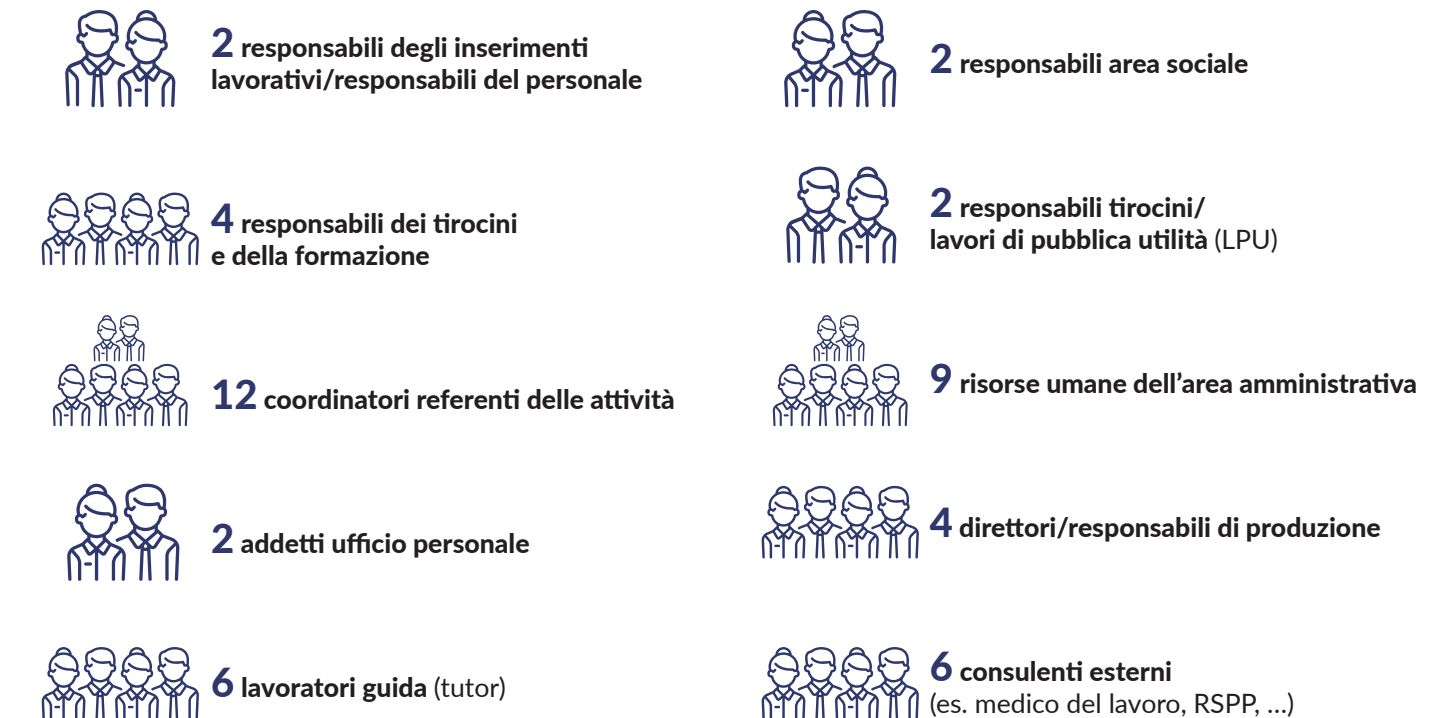 2 responsabili degli inserimenti
lavorativi/responsabili del personale
4 responsabili dei tirocini
e della formazione
12 coordinatori referenti delle attività
2 addetti ufficio personale
6 lavoratori guida (tutor)
2 responsabili area sociale
2 responsabili tirocini/
lavori di pubblica utilità (LPU)
9 risorse umane dell’area amministrativa
4 direttori/responsabili di produzione
6 consulenti esterni
(es. medico del lavoro, RSPP, ...)